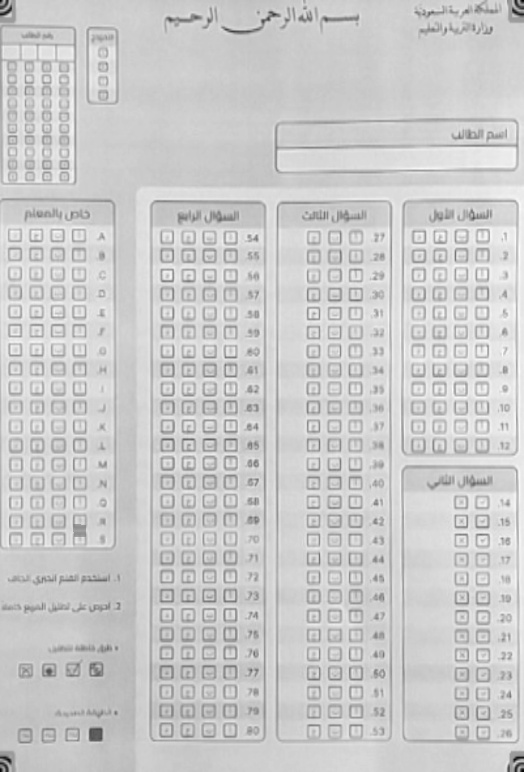 المملكة العربية السعودية
وزارة التربية والتعليم
بسم الله الرحمن الرحيم
النموذج
رقم الطالب
اسم الطالب
السؤال الأول
1.
2.
3.
4.
5.
6.
7.
8.
9.
10.
11.
12.
السؤال الثاني
14.
15.
16.
17.
18.
19.
20.
21.
22.
23.
24.
25.
26.
السؤال الثالث
27.
28.
29.
30.
31.
32.
33.
34.
35.
36.
37.
38.
39.
40.
41.
42.
43.
44.
45.
46.
47.
48.
49.
50.
51.
52.
53.
السؤال الرابع
54.
55.
56.
57.
58.
59.
60.
61.
62.
63.
64.
65.
66.
67.
68.
69.
70.
71.
72.
73.
74.
75.
76.
77.
78.
79.
80.
خاص بالمعلم
A.
B.
C.
D.
E.
F.
G.
H.
I.
J.
K.
L.
M.
N.
Q.
R.
S.
1. استخدم القلم الحبري الجاف
2. احرص على تظليل المربع كاملا
• طرق خاطئة للتظليل
• الطريقة الصحيحة